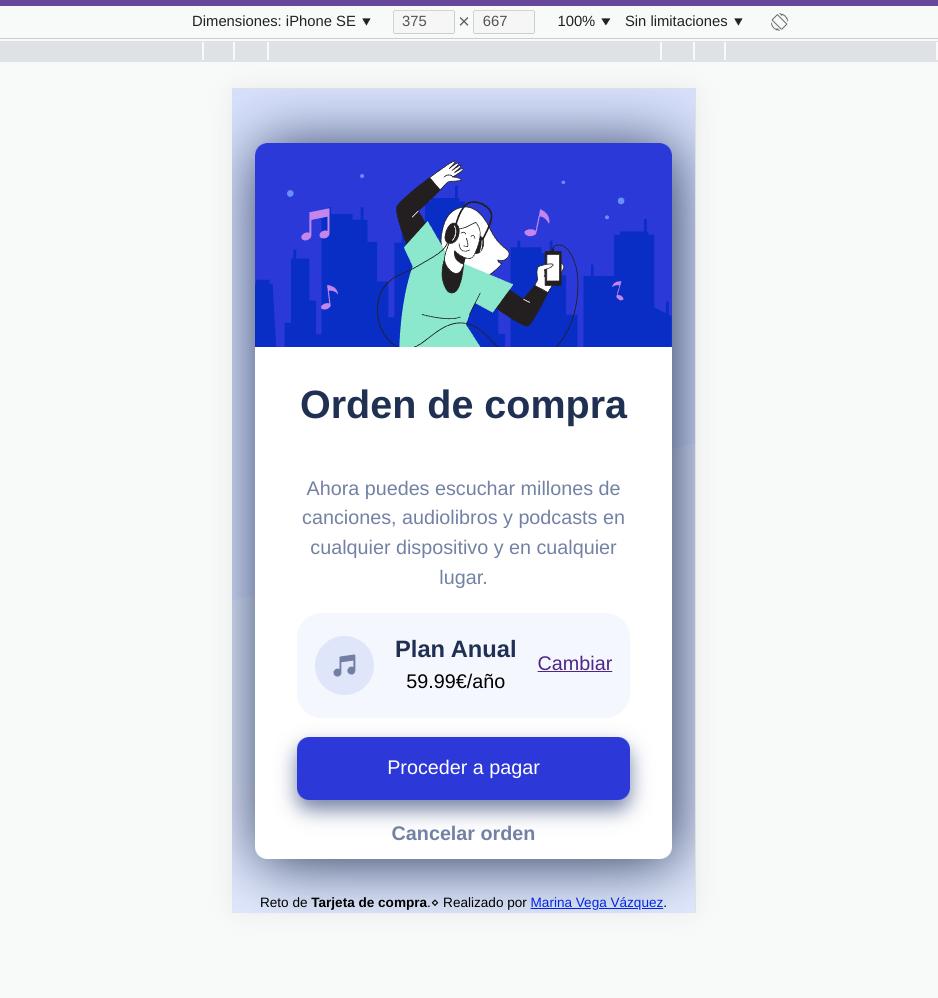 Dimensiones: iPhone SE ▼ 375 × 667 100% ▼ Sin limitaciones ▼
Orden de compra
Ahora puedes escuchar millones de
canciones, audiolibros y podcasts en
cualquier dispositivo y en cualquier
lugar.
Plan Anual
59.99€/año
Cambiar
Proceder a pagar
Cancelar orden
Reto de Tarjeta de compra.⋄ Realizado por Marina Vega Vázquez.